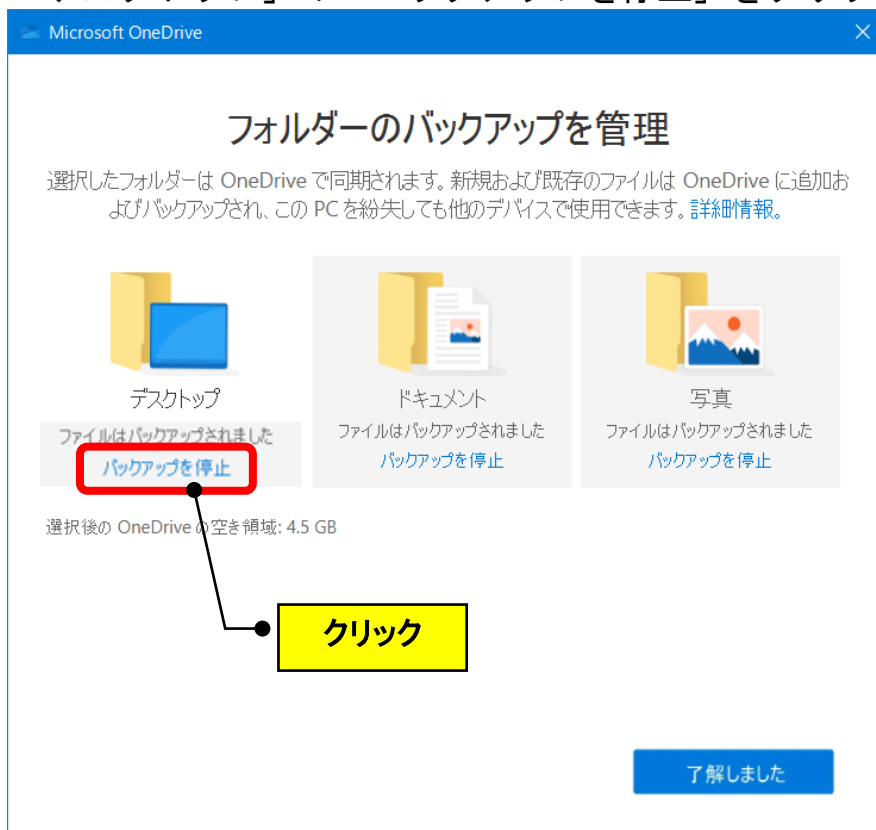 Microsoft OneDrive
フォルダーのバックアップを管理
選択したフォルダーは OneDrive で同期されます。新規および既存のファイルは OneDrive に追加お
よびバックアップされ、この PC を紛失しても他のデバイスで使用できます。詳細情報。
デスクトップ
ファイルはバックアップされました
バックアップを停止
ドキュメント
ファイルはバックアップされました
バックアップを停止
写真
ファイルはバックアップされました
バックアップを停止
選択後の OneDrive の空き領域: 4.5 GB
クリック
了解しました